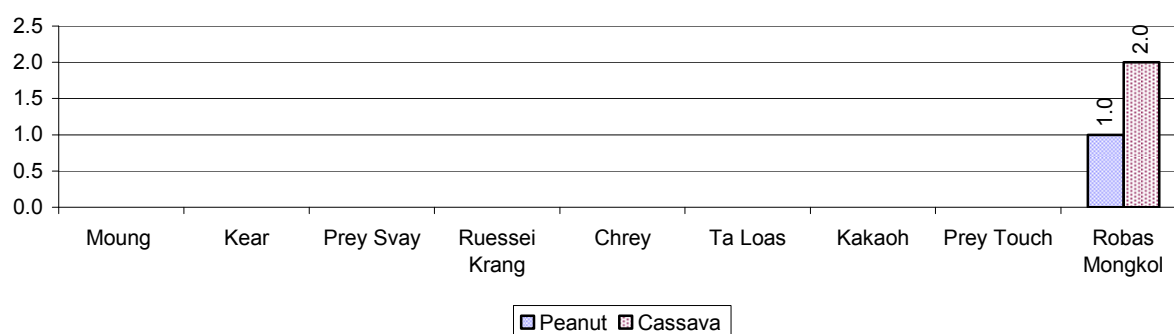 2.5
2.0
1.5
1.0
0.5
0.0
1.0
2.0
Moung
Kear
Prey Svay
Ruessei
Krang
Chrey
Ta Loas
Kakaoh
Prey Touch
Robas
Mongkol
Peanut
Cassava